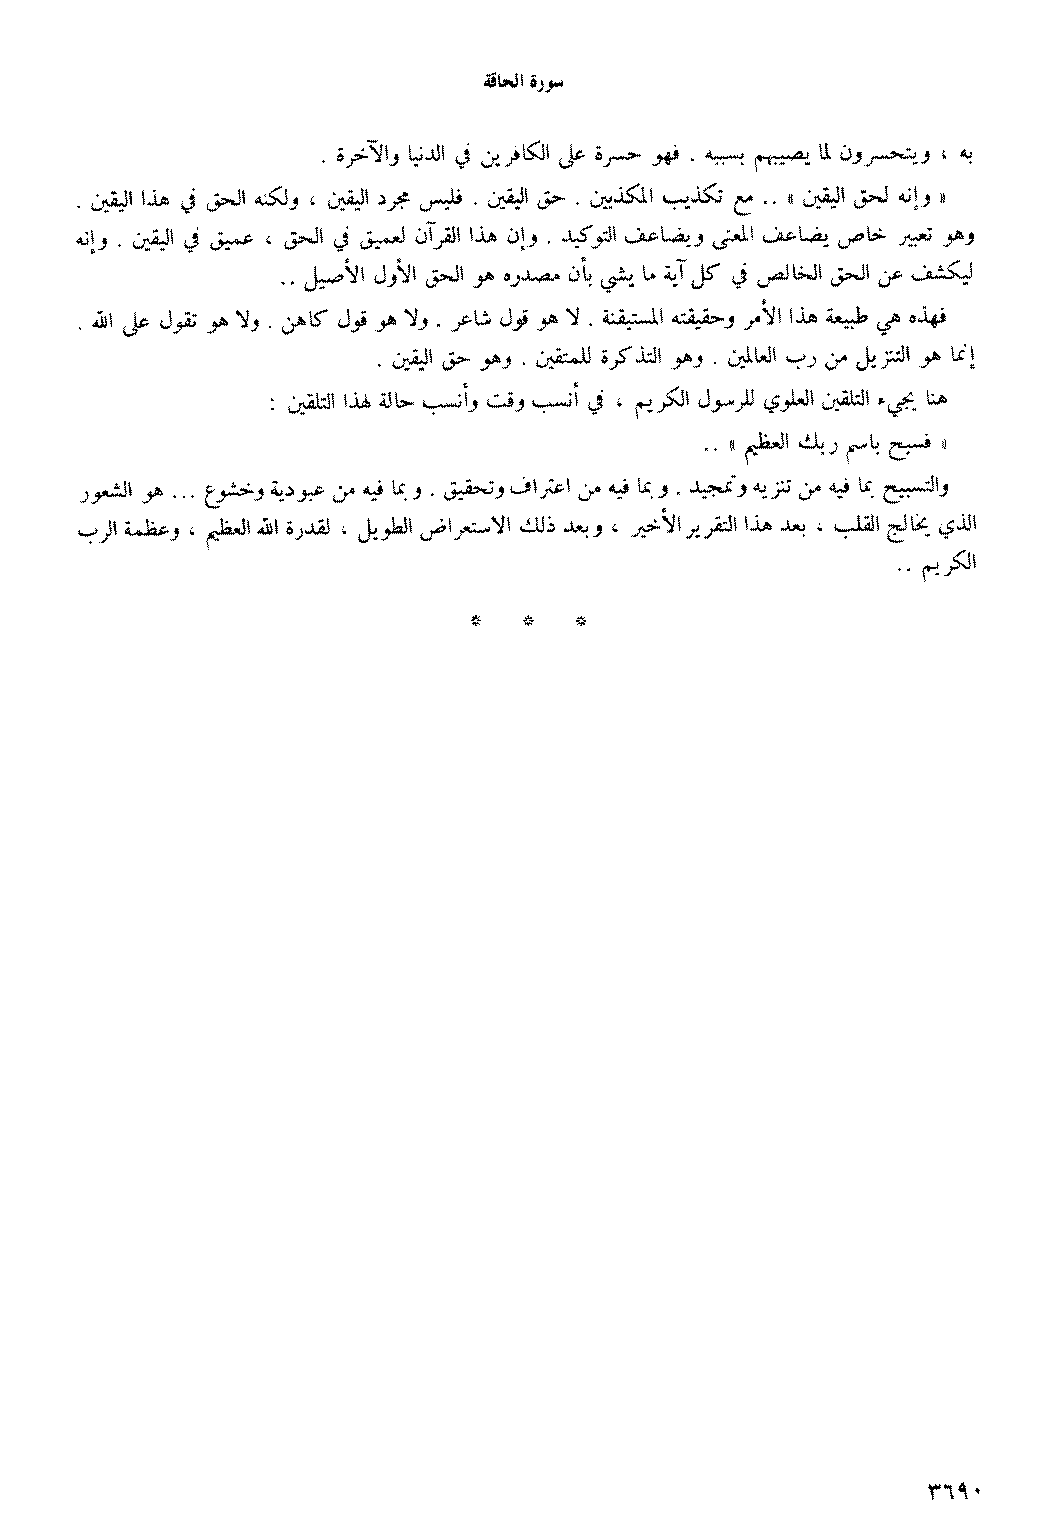 سورة الحاقة
به ، ويتحسرون لما يصيبهم بسببه . فهو حسرة على الكافرين في الدنيا والآخرة .
« وإنه لحق اليقين » .. مع تكذيب المكذبين . حق اليقين . فليس مجرد اليقين ، ولكنه الحق في هذا اليقين .
وهو تعبير خاص يضاعف المعنى ويضاعف التوكيد . وإن هذا القرآن لعميق في الحق ، عميق في اليقين . وإنه
ليكشف عن الحق الخالص في كل آية ما يشي بأن مصدره هو الحق الأول الأصيل ..
فهذه هي طبيعة هذا الأمر وحقيقته المستيقنة . لا هو قول شاعر . ولا هو قول كاهن . ولا هو تقول على الله .
إنما هو التنزيل من رب العالمين . وهو التذكرة للمتقين . وهو حق اليقين .
هنا يجيء التلقين العلوي للرسول الكريم ، في أنسب وقت وأنسب حالة لهذا التلقين :
« فسبح باسم ربك العظيم » ..
والتسبيح بما فيه من تنزيه وتمجيد . وبما فيه من اعتراف وتحقيق . وبما فيه من عبودية وخشوع ... هو الشعور
الذي يخالج القلب ، بعد هذا التقرير الأخير ، وبعد ذلك الاستعراض الطويل ، لقدرة الله العظيم ، وعظمة الرب
الكريم ..
* * *
٣٦٩٠